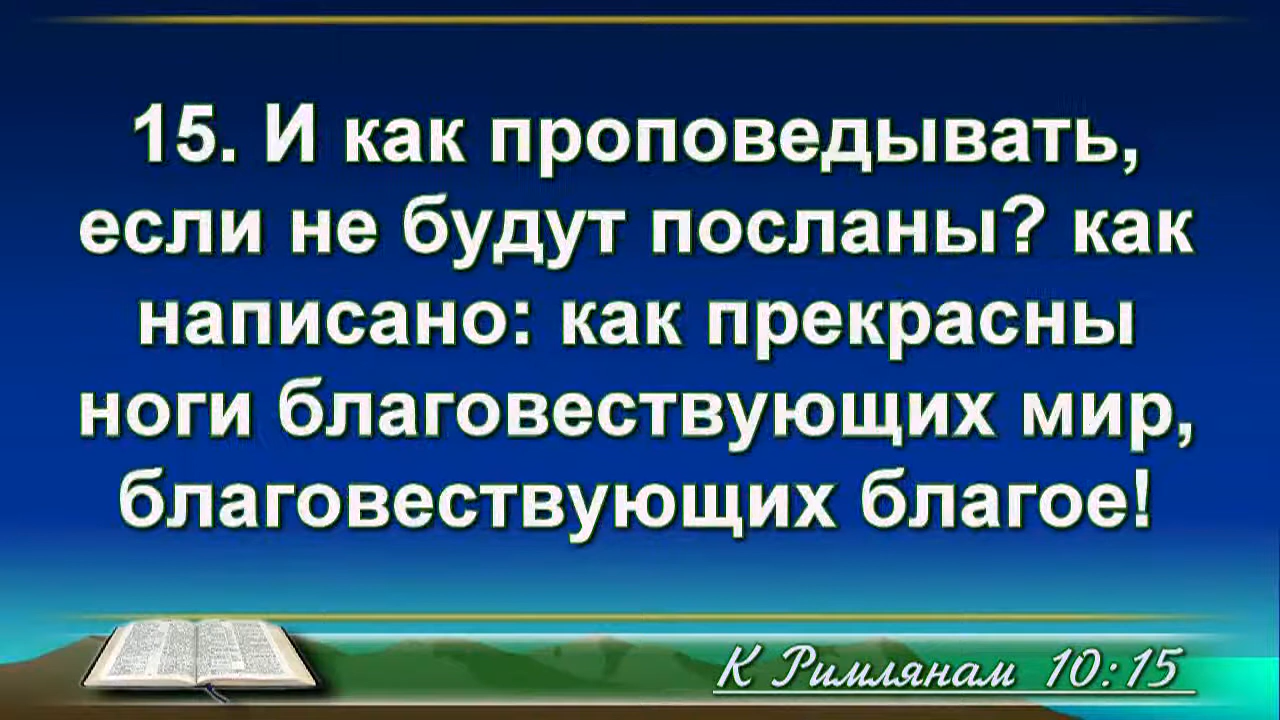 15. И как проповедывать,
если не будут посланы? как
написано: как прекрасны
ноги благовествующих мир,
благовествующих благое!
К Римлянам 10:15